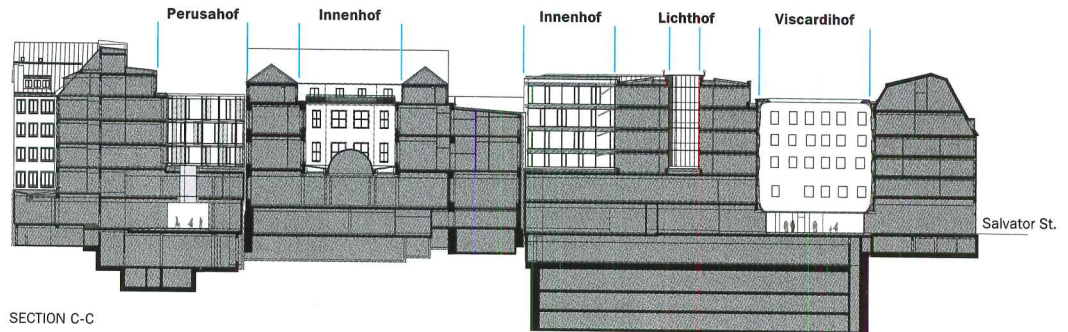 Perusahof
Innenhof
Innenhof
Lichthof
Viscardihof
Salvator St.
SECTION C-C